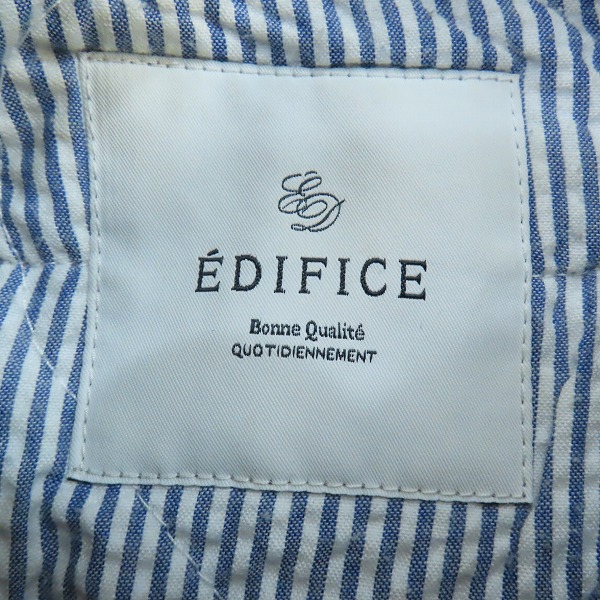 ED
ÉDIFICE
Bonne Qualité
QUOTIDIENNEMENT